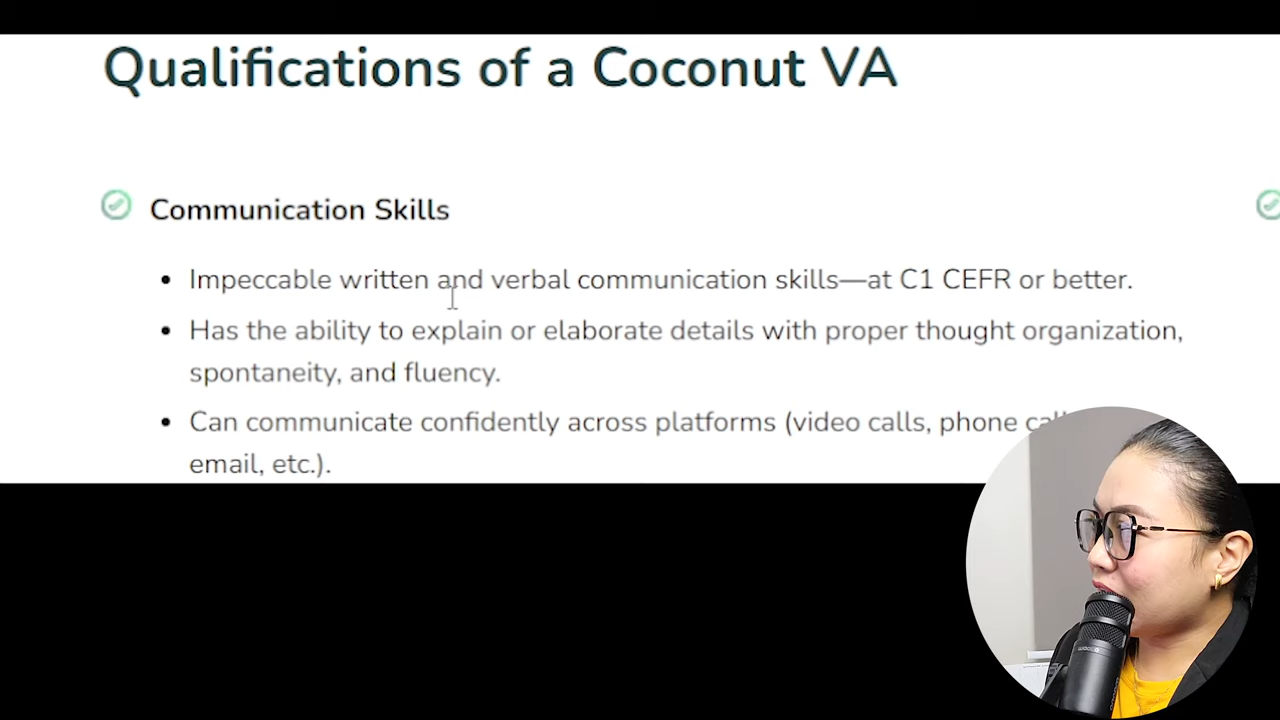 Qualifications of a Coconut VA
Communication Skills
Impeccable written and verbal communication skills—at C1 CEFR or better.
Has the ability to explain or elaborate details with proper thought organization,
spontaneity, and fluency.
Can communicate confidently across platforms (video calls, phone
email, etc.).